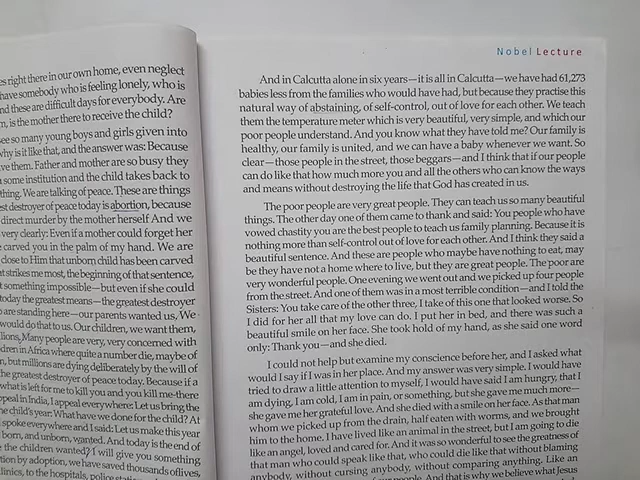 es right there in our own home, even neglect
have somebody who is feeling lonely, who is
nd these are difficult days for everybody. Are
n, is the mother there to receive the child?
ee so many young boys and girls given into
why is it like that, and the answer was: Because
ve them. Father and mother are so busy they
some institution and the child takes back to
thing. We are talking of peace. These are things
st destroyer of peace today is abortion, because
direct murder by the mother herself And we
very clearly: Even if a mother could forget her
carved you in the palm of my hand. We are
close to Him that unborn child has been carved
t strikes me most, the beginning of that sentence,
t something impossible—but even if she could
today the greatest means—the greatest destroyer
are standing here—our parents wanted us, We
would do that to us. Our children, we want them,
lions, Many people are very, very concerned with
dren in Africa where quite a number die, maybe of
n, but millions are dying deliberately by the will of
he greatest destroyer of peace today. Because if a
what is left for me to kill you and you kill me-there
ppeal in India, I appeal everywhere: Let us bring the
he child's year: What have we done for the child? At
spoke everywhere and I said: Let us make this year
born, and unborn, wanted. And today is the end of
the children wanted? I will give you something
tion by adoption, we have saved thousands of lives,
linics, to the hospitals, police
Nobel Lecture
And in Calcutta alone in six years—it is all in Calcutta—we have had 61,273
babies less from the families who would have had, but because they practise this
natural way of abstaining, of self-control, out of love for each other. We teach
them the temperature meter which is very beautiful, very simple, and which our
poor people understand. And you know what they have told me? Our family is
healthy, our family is united, and we can have a baby whenever we want. So
clear—those people in the street, those beggars—and I think that if our people
can do like that how much more you and all the others who can know the ways
and means without destroying the life that God has created in us.
The poor people are very great people. They can teach us so many beautiful
things. The other day one of them came to thank and said: You people who have
vowed chastity you are the best people to teach us family planning. Because it is
nothing more than self-control out of love for each other. And I think they said a
beautiful sentence. And these are people who maybe have nothing to eat, may
be they have not a home where to live, but they are great people. The poor are
very wonderful people. One evening we went out and we picked up four people
from the street. And one of them was in a most terrible condition—and I told the
Sisters: You take care of the other three, I take of this one that looked worse. So
I did for her all that my love can do. I put her in bed, and there was such a
beautiful smile on her face. She took hold of my hand, as she said one word
only: Thank you—and she died.
I could not help but examine my conscience before her, and I asked what
would I say if I was in her place. And my answer was very simple. I would have
tried to draw a little attention to myself, I would have said I am hungry, that I
am dying, I am cold, I am in pain, or something, but she gave me much more—
she gave me her grateful love. And she died with a smile on her face. As that man
whom we picked up from the drain, half eaten with worms, and we brought
him to the home. I have lived like an animal in the street, but I am going to die
like an angel, loved and cared for. And it was so wonderful to see the greatness of
that man who could speak like that, who could die like that without blaming
anybody, without cursing anybody, without comparing anything. Like an
our people. And that is why we believe what Jesus